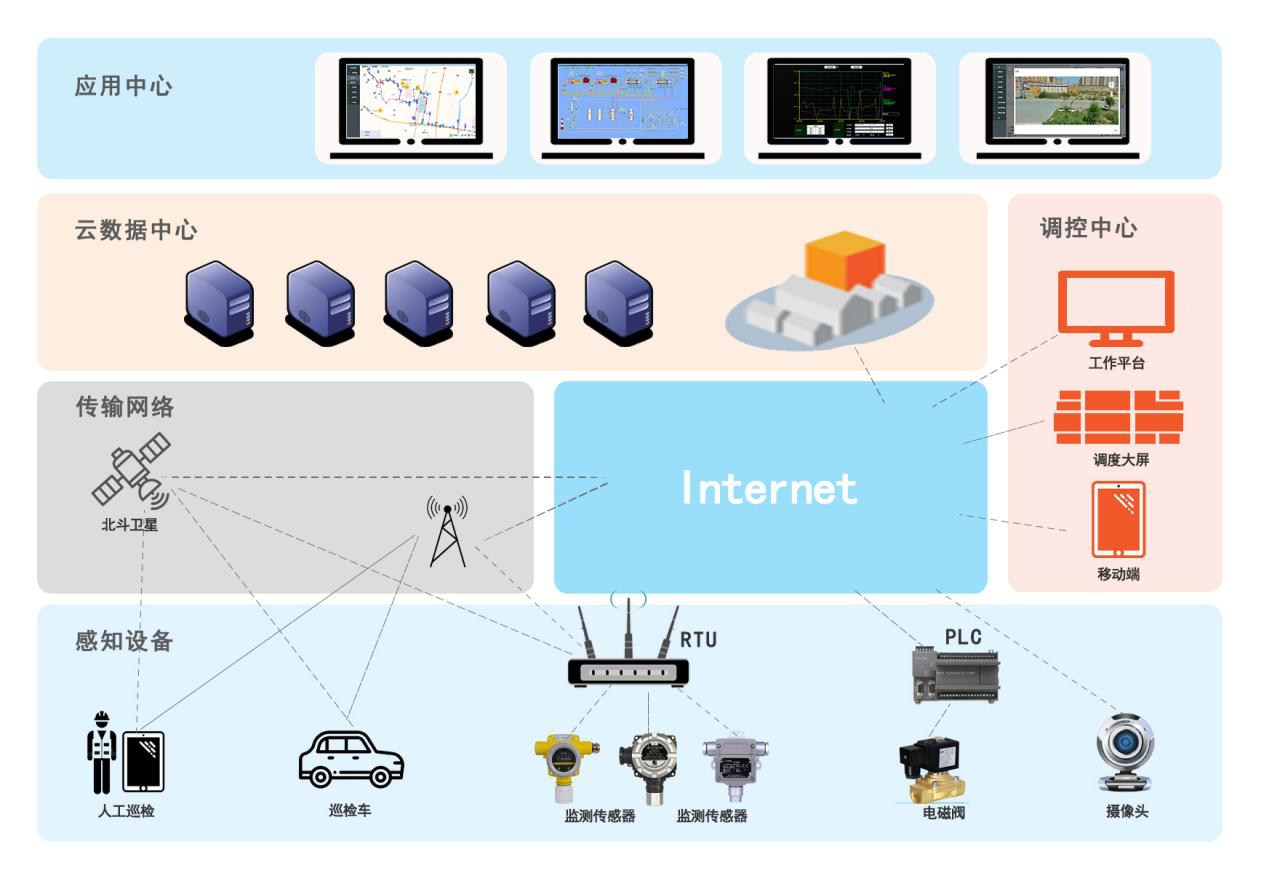 应用中心
云数据中心
调控中心
工作平台
传输网络
调度大屏
Internet
北斗卫星
移动端
感知设备
RTU
PLC
人工巡检
巡检车
监测传感器
监测传感器
电磁阀
摄像头